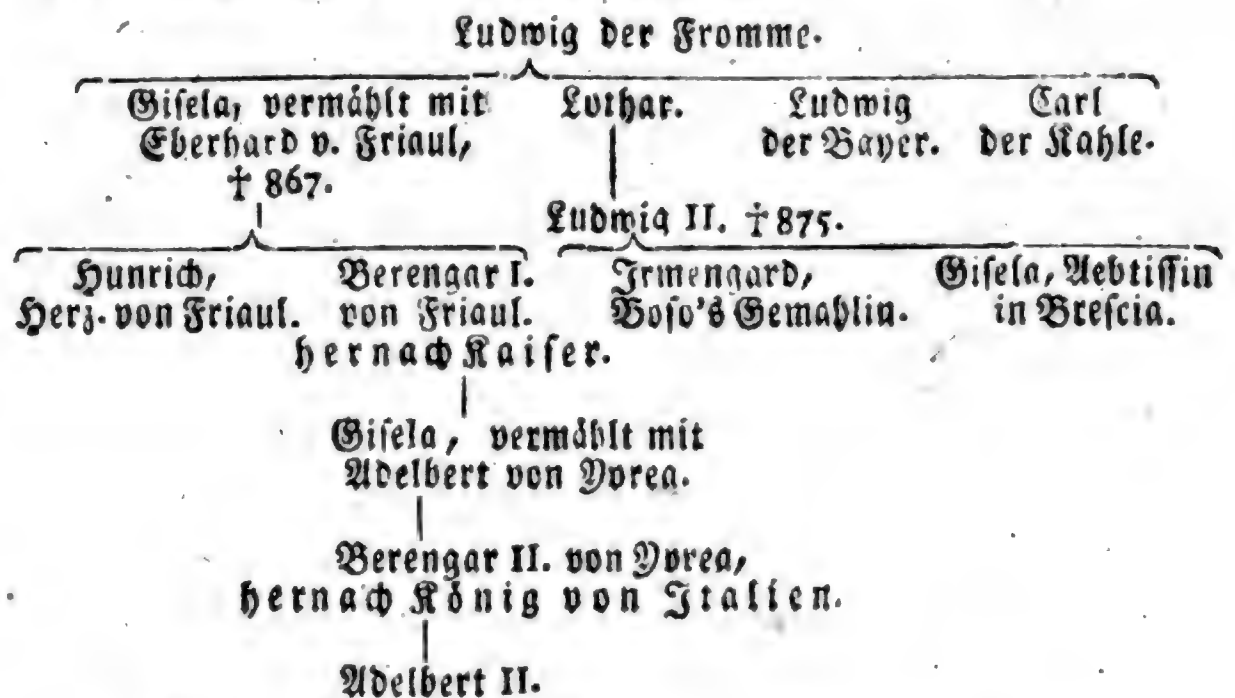 Ludwig der Fromme.
Gisela, vermählt mit Lothar. Ludwig Carl
Eberhard v. Friaul, der Bayer. der Kahle.
† 867.
Ludwig II. † 875.
Hunrich, Berengar I. Irmengard, Gisela, Aebtissin
Herz. von Friaul. von Friaul. Boso's Gemahlin. in Brescia.
hernach Kaiser.
Gisela, vermählt mit
Adelbert von Yvrea.
Berengar II. von Yvrea,
hernach König von Italien.
Adelbert II.